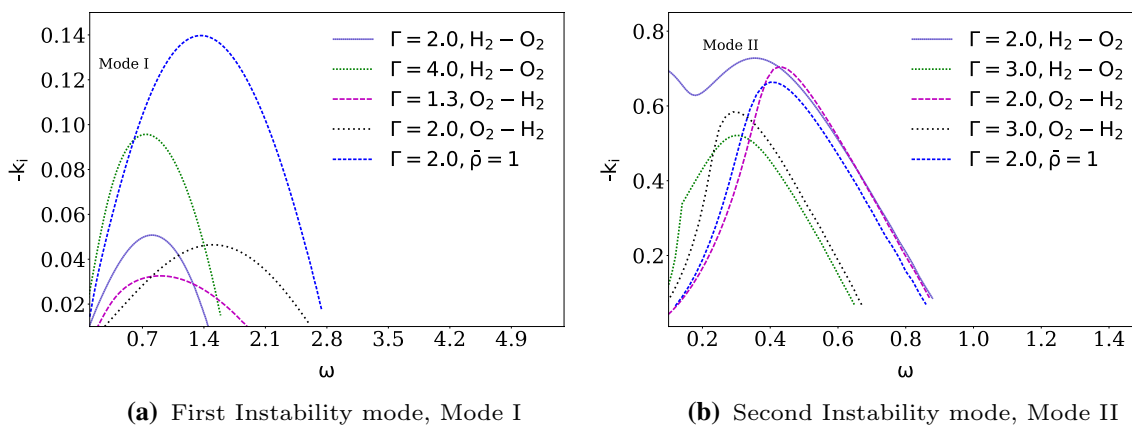 0.14
0.12
0.10
0.08
0.06
0.04
0.02
-kᵢ
Mode I
Γ = 2.0, H₂ − O₂
Γ = 4.0, H₂ − O₂
Γ = 1.3, O₂ − H₂
Γ = 2.0, O₂ − H₂
Γ = 2.0, ρ̄ = 1
0.7 1.4 2.1 2.8 3.5 4.2 4.9
ω
(a) First Instability mode, Mode I
0.8
0.6
0.4
0.2
-kᵢ
Mode II
Γ = 2.0, H₂ − O₂
Γ = 3.0, H₂ − O₂
Γ = 2.0, O₂ − H₂
Γ = 3.0, O₂ − H₂
Γ = 2.0, ρ̄ = 1
0.2 0.4 0.6 0.8 1.0 1.2 1.4
ω
(b) Second Instability mode, Mode II